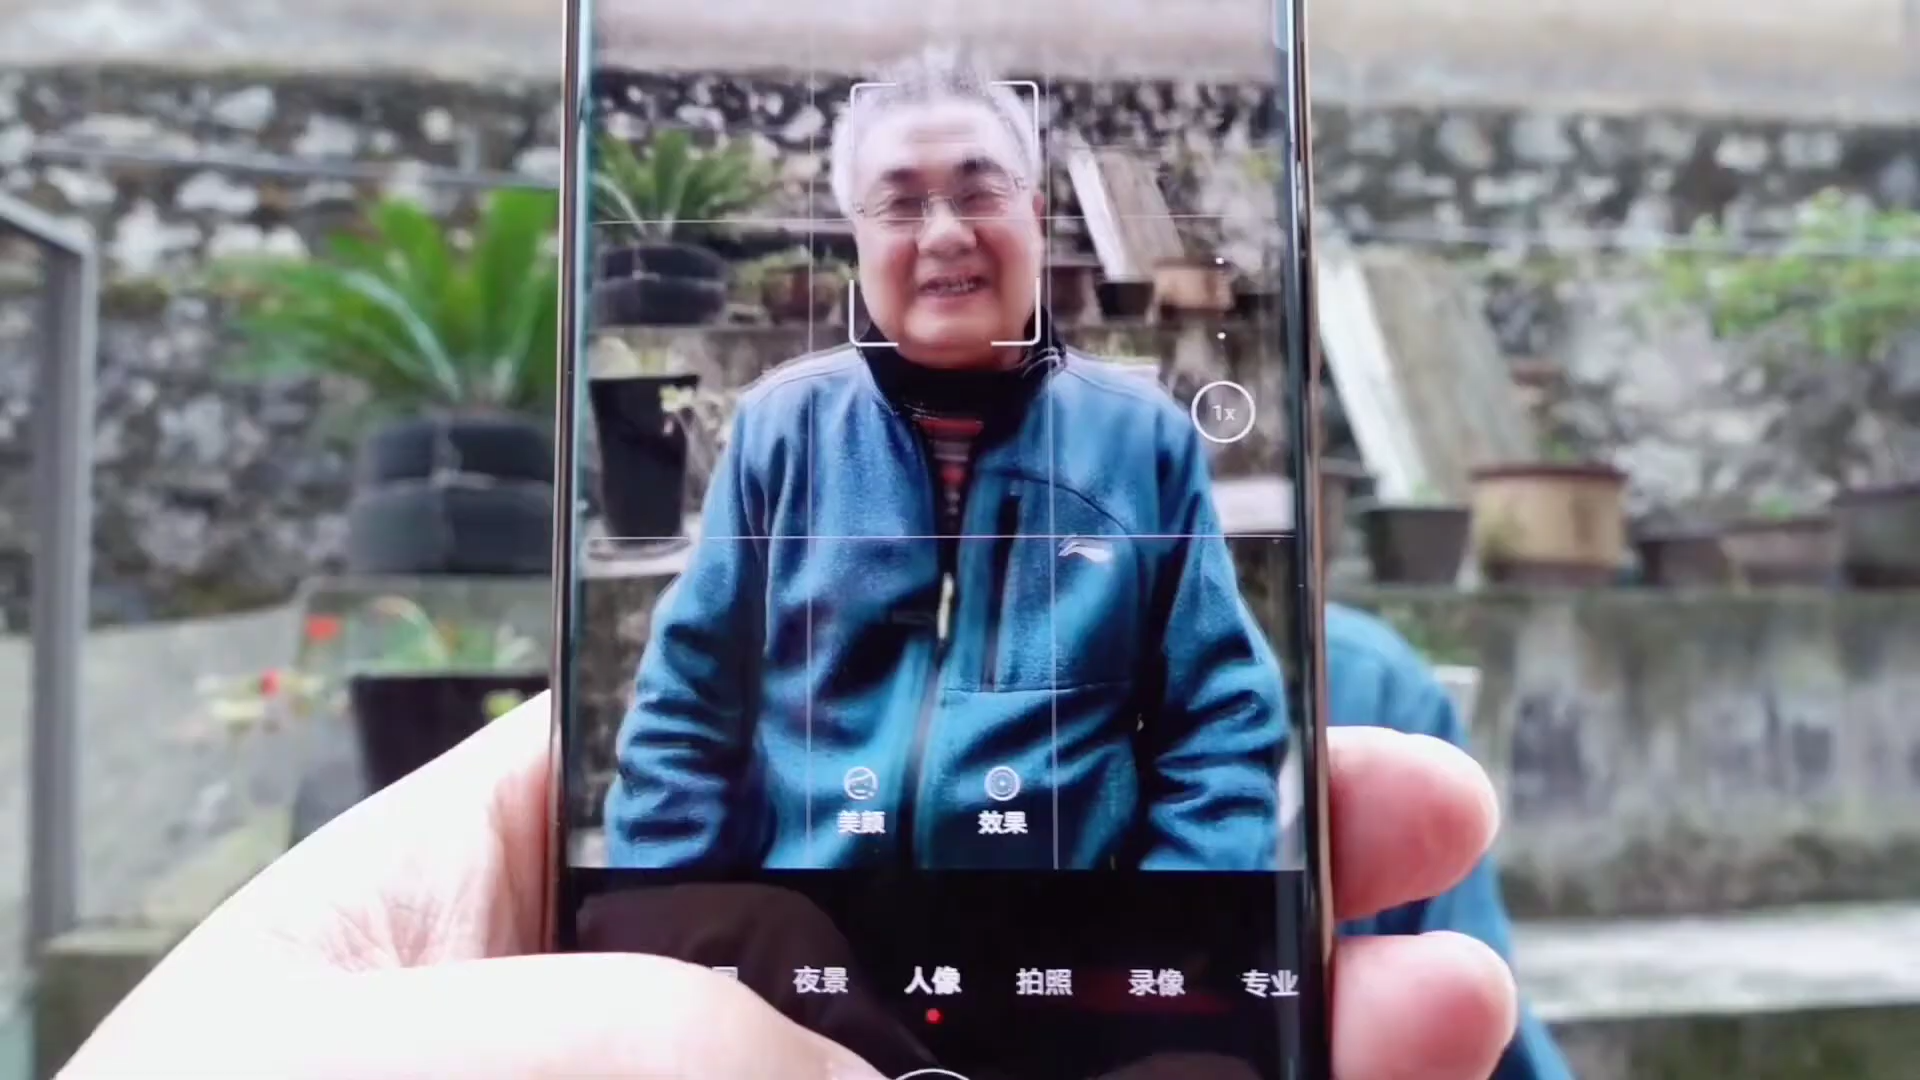 1x
美颜
效果
夜景 人像 拍照 录像 专业